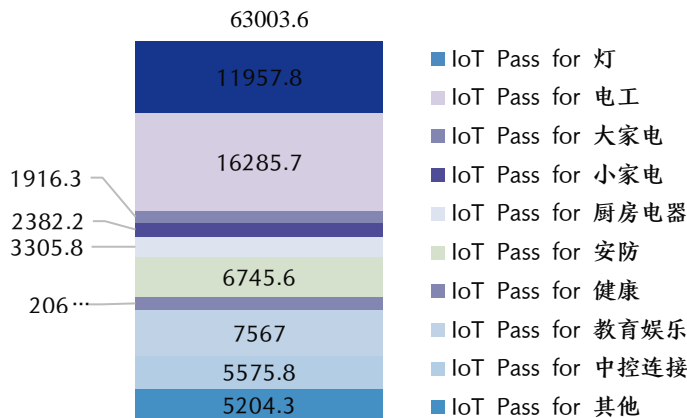 63003.6
11957.8
16285.7
1916.3
2382.2
3305.8
6745.6
206…
7567
5575.8
5204.3
IoT Pass for 灯
IoT Pass for 电工
IoT Pass for 大家电
IoT Pass for 小家电
IoT Pass for 厨房电器
IoT Pass for 安防
IoT Pass for 健康
IoT Pass for 教育娱乐
IoT Pass for 中控连接
IoT Pass for 其他